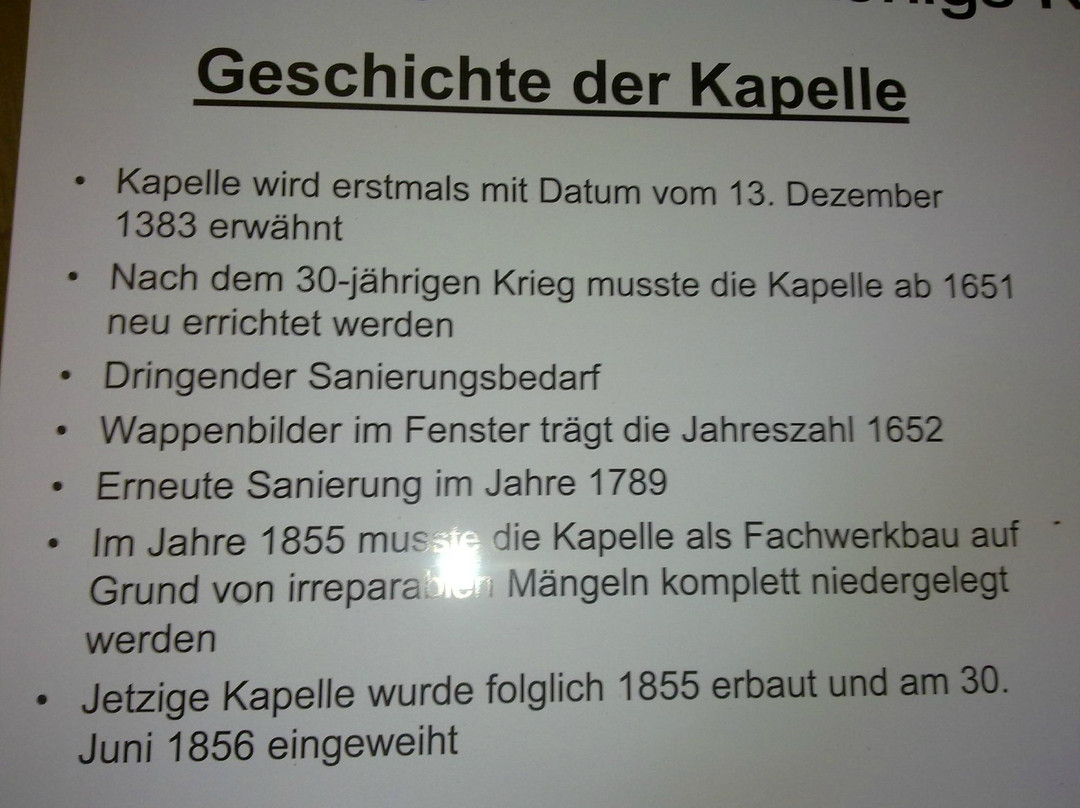 Geschichte der Kapelle
• Kapelle wird erstmals mit Datum vom 13. Dezember
1383 erwähnt
• Nach dem 30-jährigen Krieg musste die Kapelle ab 1651
neu errichtet werden
• Dringender Sanierungsbedarf
• Wappenbilder im Fenster trägt die Jahreszahl 1652
• Erneute Sanierung im Jahre 1789
• Im Jahre 1855 musste die Kapelle als Fachwerkbau auf
Grund von irreparablen Mängeln komplett niedergelegt
werden
• Jetzige Kapelle wurde folglich 1855 erbaut und am 30.
Juni 1856 eingeweiht